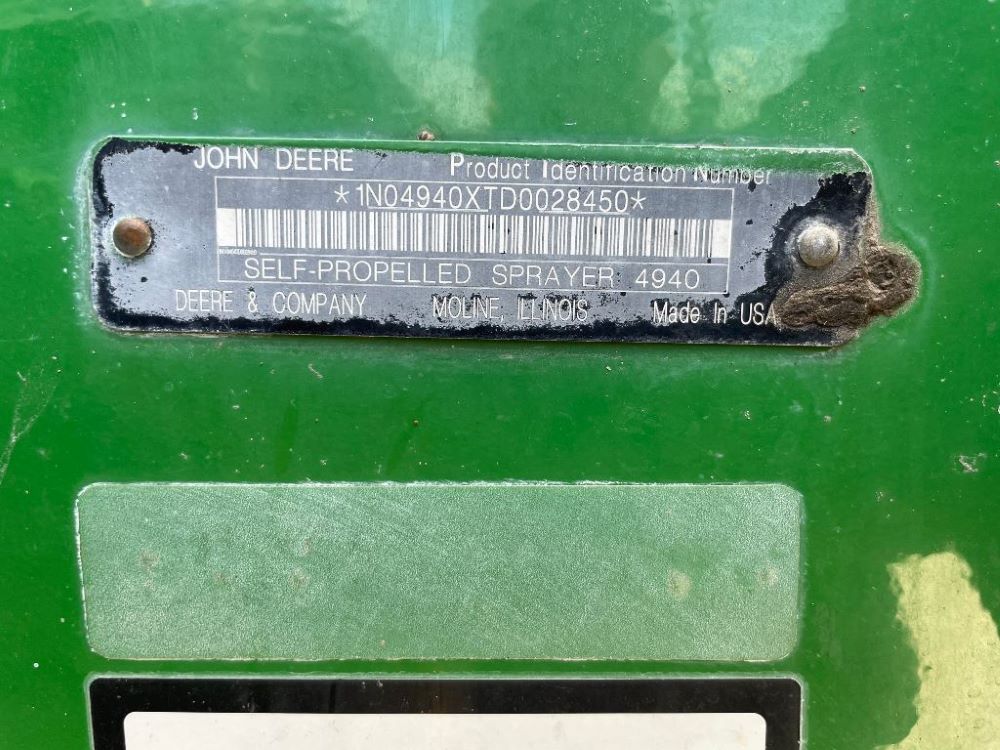 JOHN DEERE Product Identification Number
*1N04940XTD0028450*
SELF-PROPELLED SPRAYER 4940
DEERE & COMPANY MOLINE, ILLINOIS Made In USA